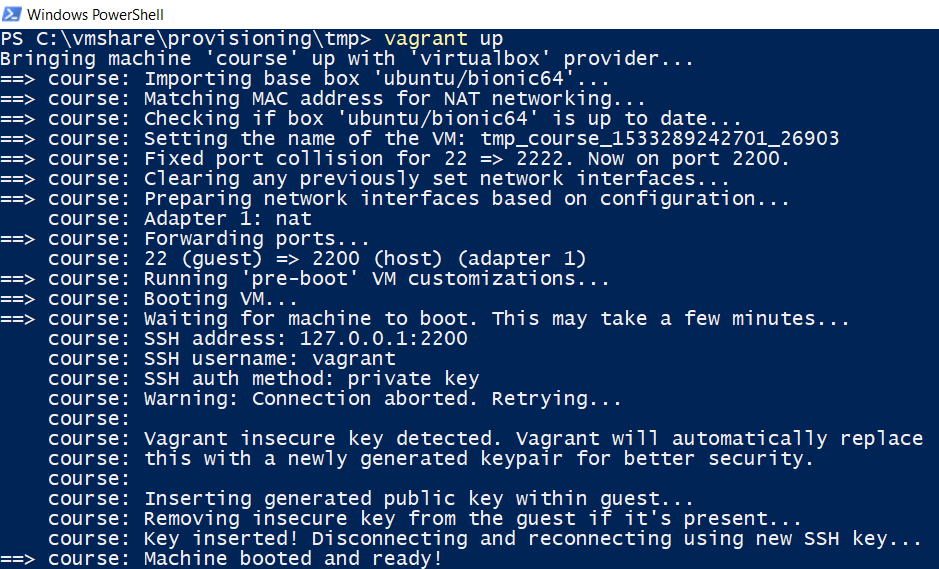 Windows PowerShell
PS C:\vmshare\provisioning\tmp> vagrant up
Bringing machine 'course' up with 'virtualbox' provider...
==> course: Importing base box 'ubuntu/bionic64'...
==> course: Matching MAC address for NAT networking...
==> course: Checking if box 'ubuntu/bionic64' is up to date...
==> course: Setting the name of the VM: tmp_course_1533289242701_26903
==> course: Fixed port collision for 22 => 2222. Now on port 2200.
==> course: Clearing any previously set network interfaces...
==> course: Preparing network interfaces based on configuration...
    course: Adapter 1: nat
==> course: Forwarding ports...
    course: 22 (guest) => 2200 (host) (adapter 1)
==> course: Running 'pre-boot' VM customizations...
==> course: Booting VM...
==> course: Waiting for machine to boot. This may take a few minutes...
    course: SSH address: 127.0.0.1:2200
    course: SSH username: vagrant
    course: SSH auth method: private key
    course: Warning: Connection aborted. Retrying...
    course:
    course: Vagrant insecure key detected. Vagrant will automatically replace
    course: this with a newly generated keypair for better security.
    course:
    course: Inserting generated public key within guest...
    course: Removing insecure key from the guest if it's present...
    course: Key inserted! Disconnecting and reconnecting using new SSH key...
==> course: Machine booted and ready!